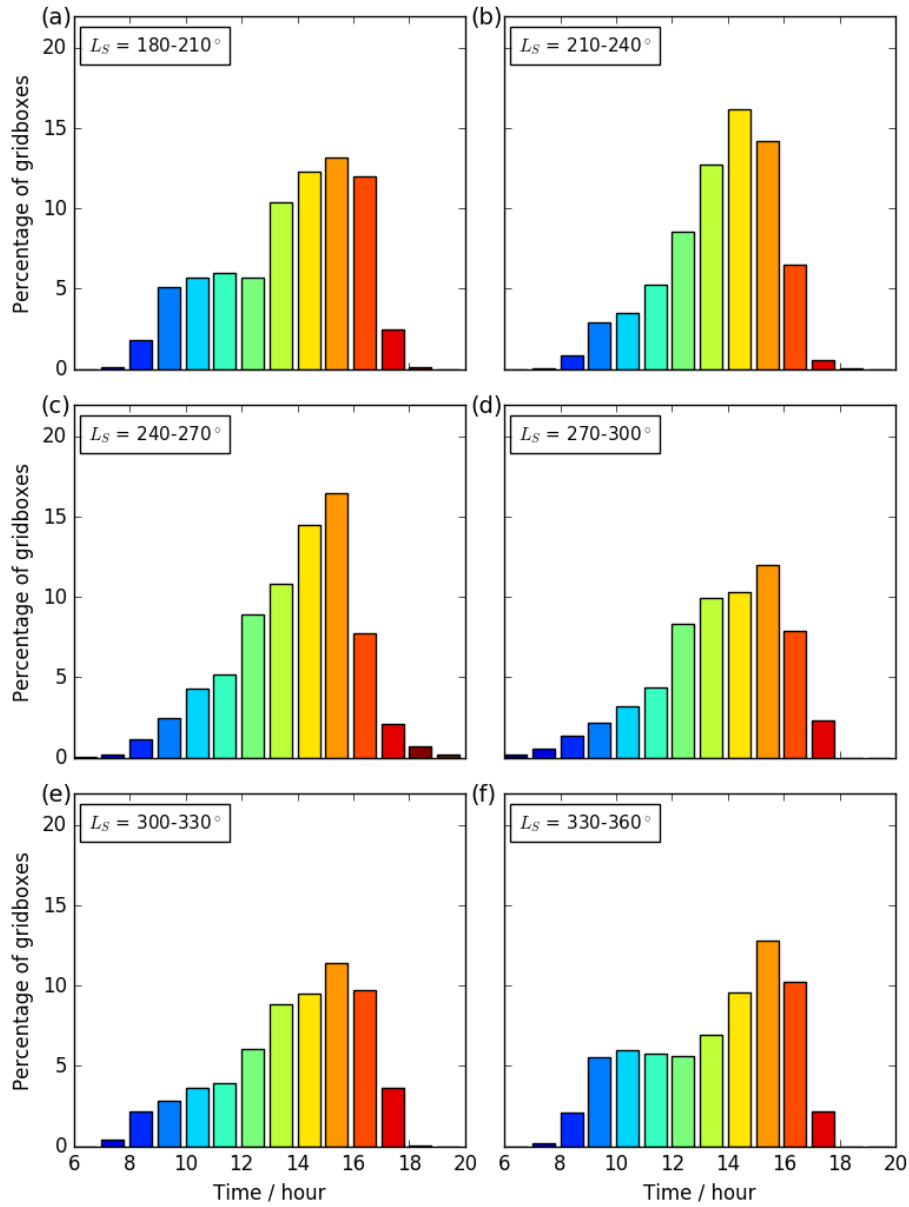 (a)
(b)
L_S = 180-210°
L_S = 210-240°
20
15
10
5
0
Percentage of gridboxes
(c)
(d)
L_S = 240-270°
L_S = 270-300°
20
15
10
5
0
Percentage of gridboxes
(e)
(f)
L_S = 300-330°
L_S = 330-360°
20
15
10
5
0
Percentage of gridboxes
6 8 10 12 14 16 18 20
6 8 10 12 14 16 18 20
Time / hour
Time / hour